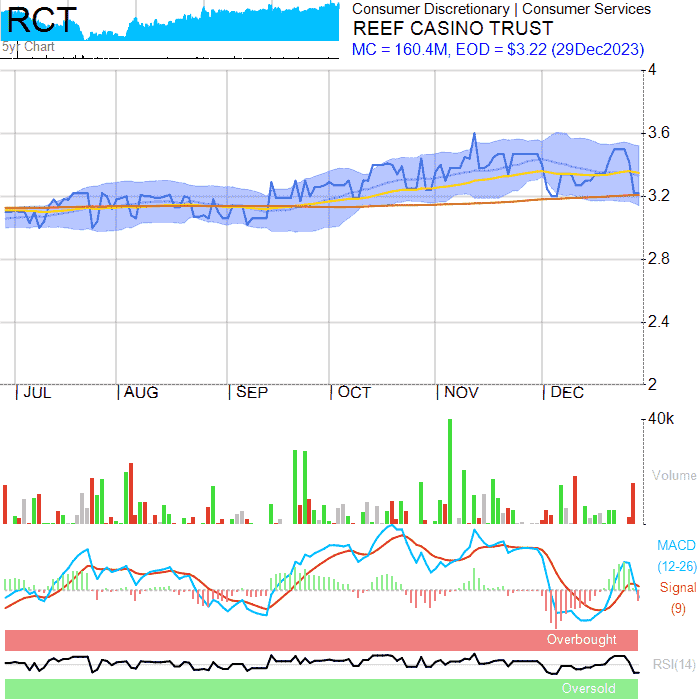 RCT
5yr Chart
Consumer Discretionary | Consumer Services
REEF CASINO TRUST
MC = 160.4M, EOD = $3.22 (29Dec2023)
4
3.6
3.2
2.8
2.4
2
JUL AUG SEP OCT NOV DEC
40k
Volume
MACD
(12-26)
Signal
(9)
Overbought
RSI(14)
Oversold